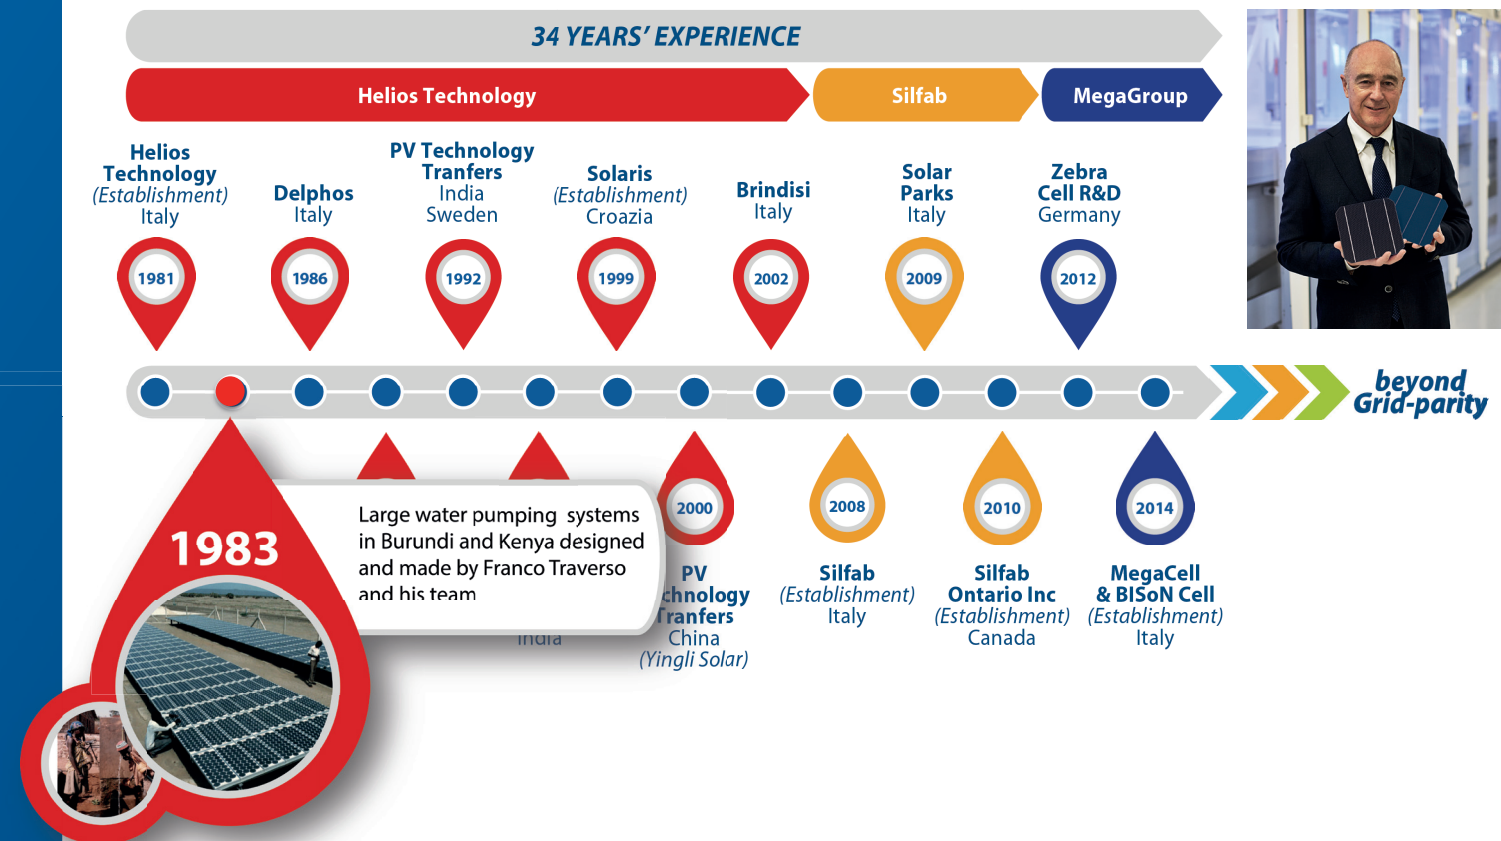 34 YEARS’ EXPERIENCE
Helios Technology
Silfab
MegaGroup
Helios
Technology
(Establishment)
Italy
Delphos
Italy
PV Technology
Tranfers
India
Sweden
Solaris
(Establishment)
Croazia
Brindisi
Italy
Solar
Parks
Italy
Zebra
Cell R&D
Germany
1981
1986
1992
1999
2002
2009
2012
beyond
Grid-parity
1983
Large water pumping systems
in Burundi and Kenya designed
and made by Franco Traverso
and his team
India
2000
PV
chnology
Tranfers
China
(Yingli Solar)
2008
Silfab
(Establishment)
Italy
2010
Silfab
Ontario Inc
(Establishment)
Canada
2014
MegaCell
& BISoN Cell
(Establishment)
Italy